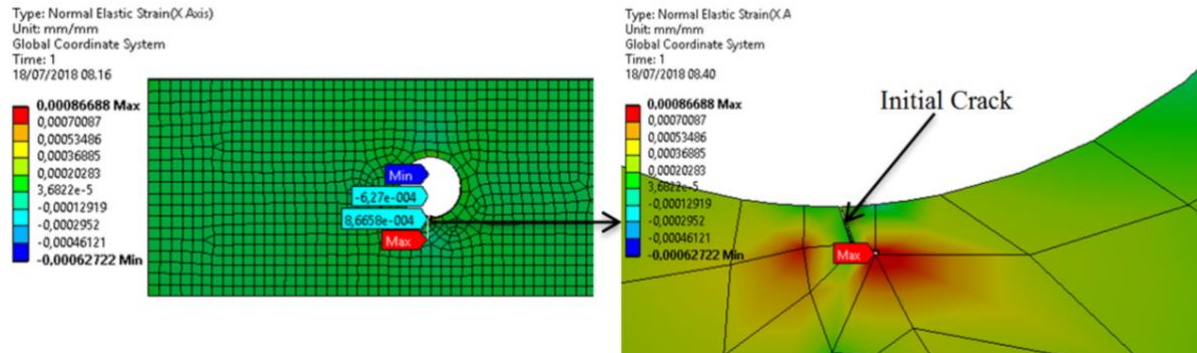 Type: Normal Elastic Strain(X Axis)
Unit: mm/mm
Global Coordinate System
Time: 1
18/07/2018 08.16
0,00086688 Max
0,00070087
0,00053486
0,00036885
0,00020283
3,6822e-5
-0,00012919
-0,0002952
-0,00046121
-0,00062722 Min
Min
-6,27e-004
8,6658e-004
Max
Type: Normal Elastic Strain(X A
Unit: mm/mm
Global Coordinate System
Time: 1
18/07/2018 08.40
0,00086688 Max
0,00070087
0,00053486
0,00036885
0,00020283
3,6822e-5
-0,00012919
-0,0002952
-0,00046121
-0,00062722 Min
Initial Crack
Max